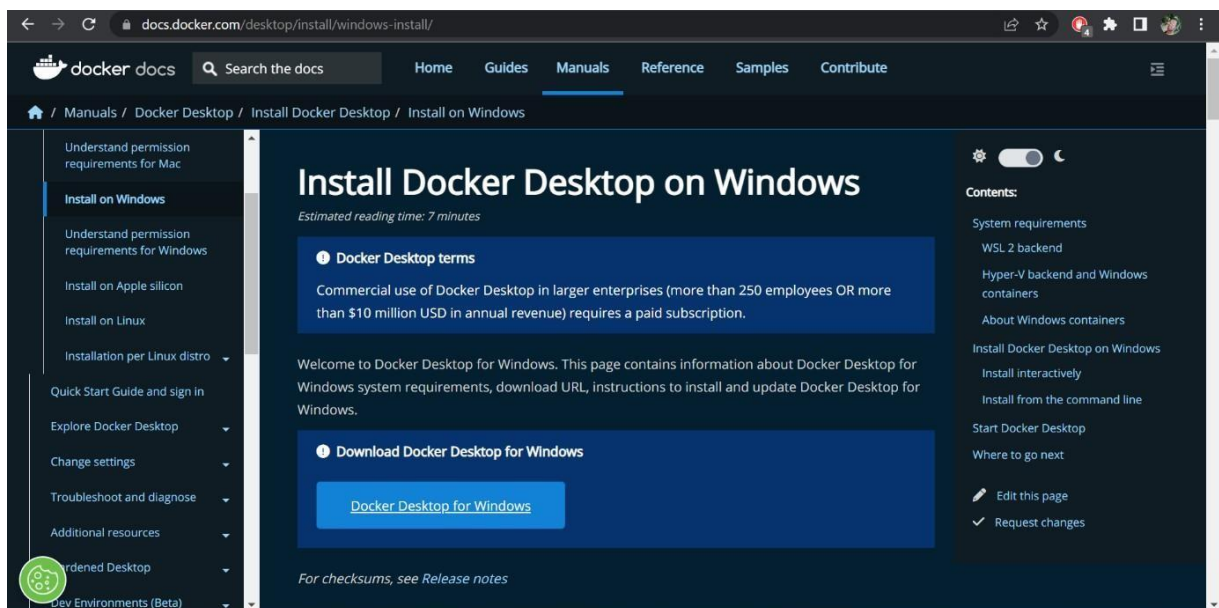 docs.docker.com/desktop/install/windows-install/
4
docker docs
Search the docs
Home
Guides
Manuals
Reference
Samples
Contribute
/ Manuals / Docker Desktop / Install Docker Desktop / Install on Windows
Understand permission
requirements for Mac
Install on Windows
Understand permission
requirements for Windows
Install on Apple silicon
Install on Linux
Installation per Linux distro
Quick Start Guide and sign in
Explore Docker Desktop
Change settings
Troubleshoot and diagnose
Additional resources
rdened Desktop
Dev Environments (Beta)
Install Docker Desktop on Windows
Estimated reading time: 7 minutes
Docker Desktop terms
Commercial use of Docker Desktop in larger enterprises (more than 250 employees OR more
than $10 million USD in annual revenue) requires a paid subscription.
Welcome to Docker Desktop for Windows. This page contains information about Docker Desktop for
Windows system requirements, download URL, instructions to install and update Docker Desktop for
Windows.
Download Docker Desktop for Windows
Docker Desktop for Windows
For checksums, see Release notes
Contents:
System requirements
WSL 2 backend
Hyper-V backend and Windows
containers
About Windows containers
Install Docker Desktop on Windows
Install interactively
Install from the command line
Start Docker Desktop
Where to go next
Edit this page
Request changes